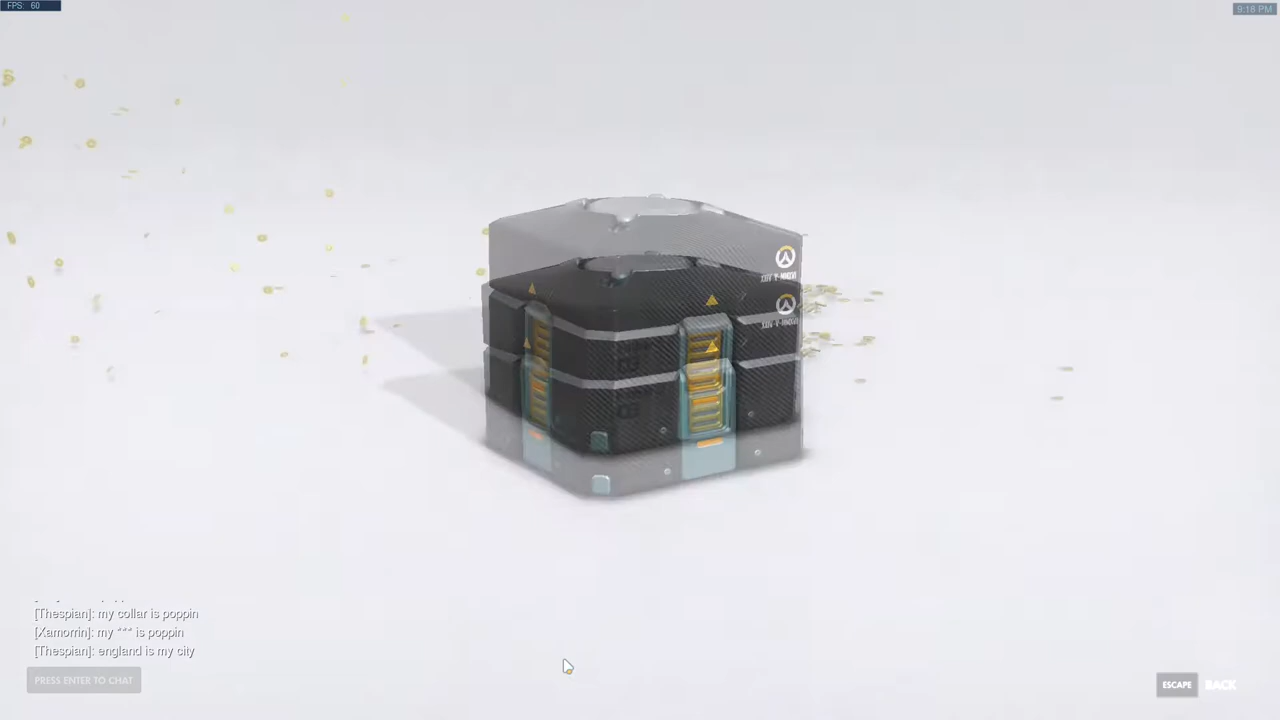 FPS: 60
9:18 PM
[Thespian]: my collar is poppin
[Xamorrin]: my *** is poppin
[Thespian]: england is my city
PRESS ENTER TO CHAT
ESCAPE BACK